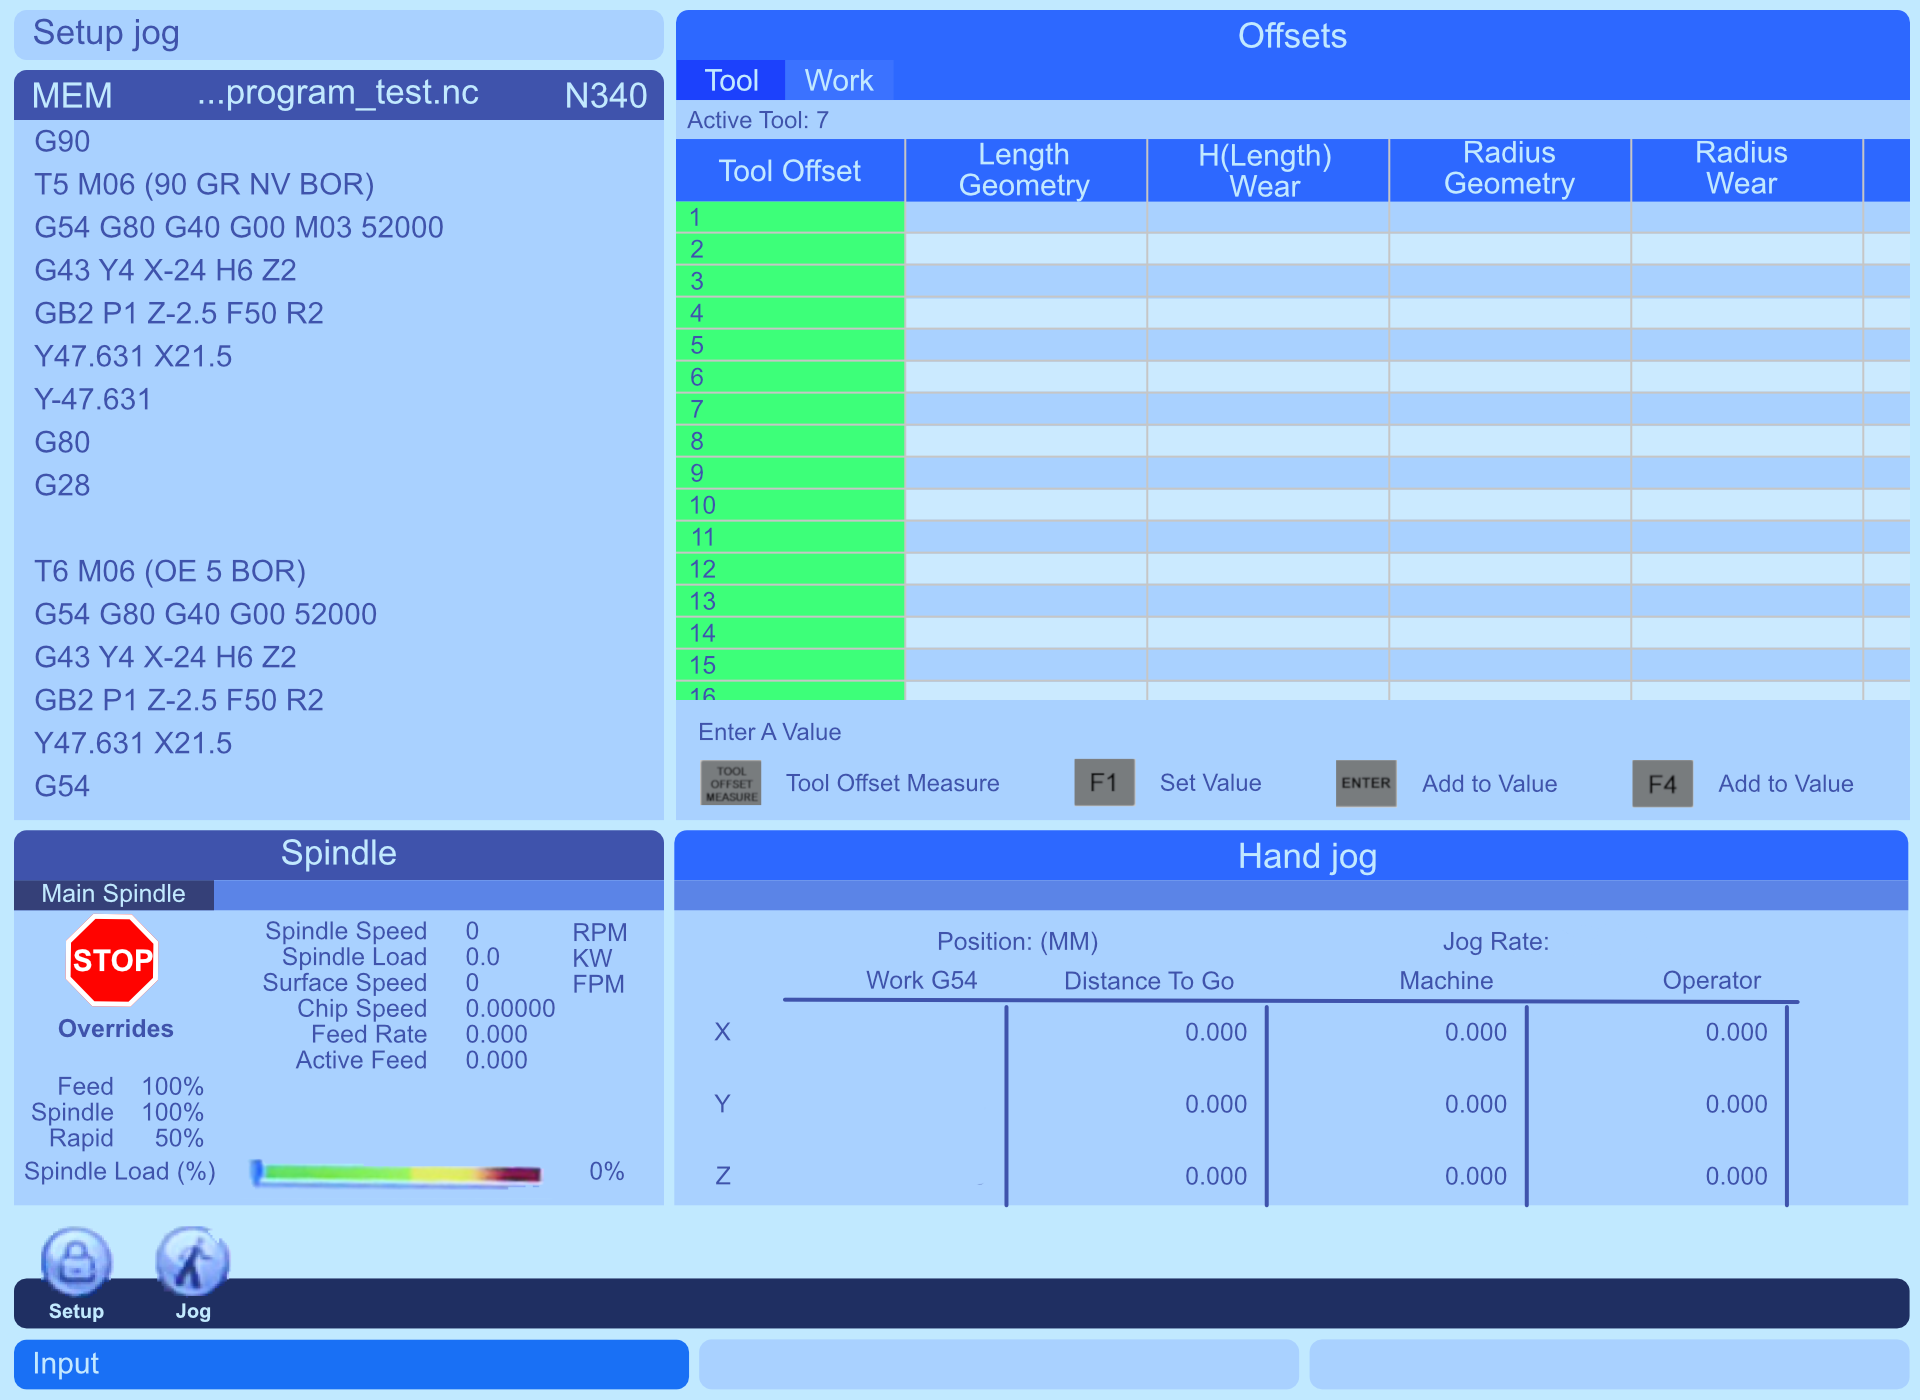 Setup jog
MEM ...program_test.nc N340
G90
T5 M06 (90 GR NV BOR)
G54 G80 G40 G00 M03 52000
G43 Y4 X-24 H6 Z2
GB2 P1 Z-2.5 F50 R2
Y47.631 X21.5
Y-47.631
G80
G28
T6 M06 (OE 5 BOR)
G54 G80 G40 G00 52000
G43 Y4 X-24 H6 Z2
GB2 P1 Z-2.5 F50 R2
Y47.631 X21.5
G54
Offsets
Tool Work
Active Tool: 7
Tool Offset
Length
Geometry
H(Length)
Wear
Radius
Geometry
Radius
Wear
1
2
3
4
5
6
7
8
9
10
11
12
13
14
15
16
Enter A Value
TOOL
OFFSET
MEASURE
Tool Offset Measure
F1 Set Value
ENTER Add to Value
F4 Add to Value
Spindle
Main Spindle
STOP
Overrides
Feed 100%
Spindle 100%
Rapid 50%
Spindle Speed 0 RPM
Spindle Load 0.0 KW
Surface Speed 0 FPM
Chip Speed 0.00000
Feed Rate 0.000
Active Feed 0.000
Spindle Load (%) 0%
Hand jog
Position: (MM) Jog Rate:
Work G54 Distance To Go Machine Operator
X 0.000 0.000 0.000
Y 0.000 0.000 0.000
Z 0.000 0.000 0.000
Setup Jog
Input